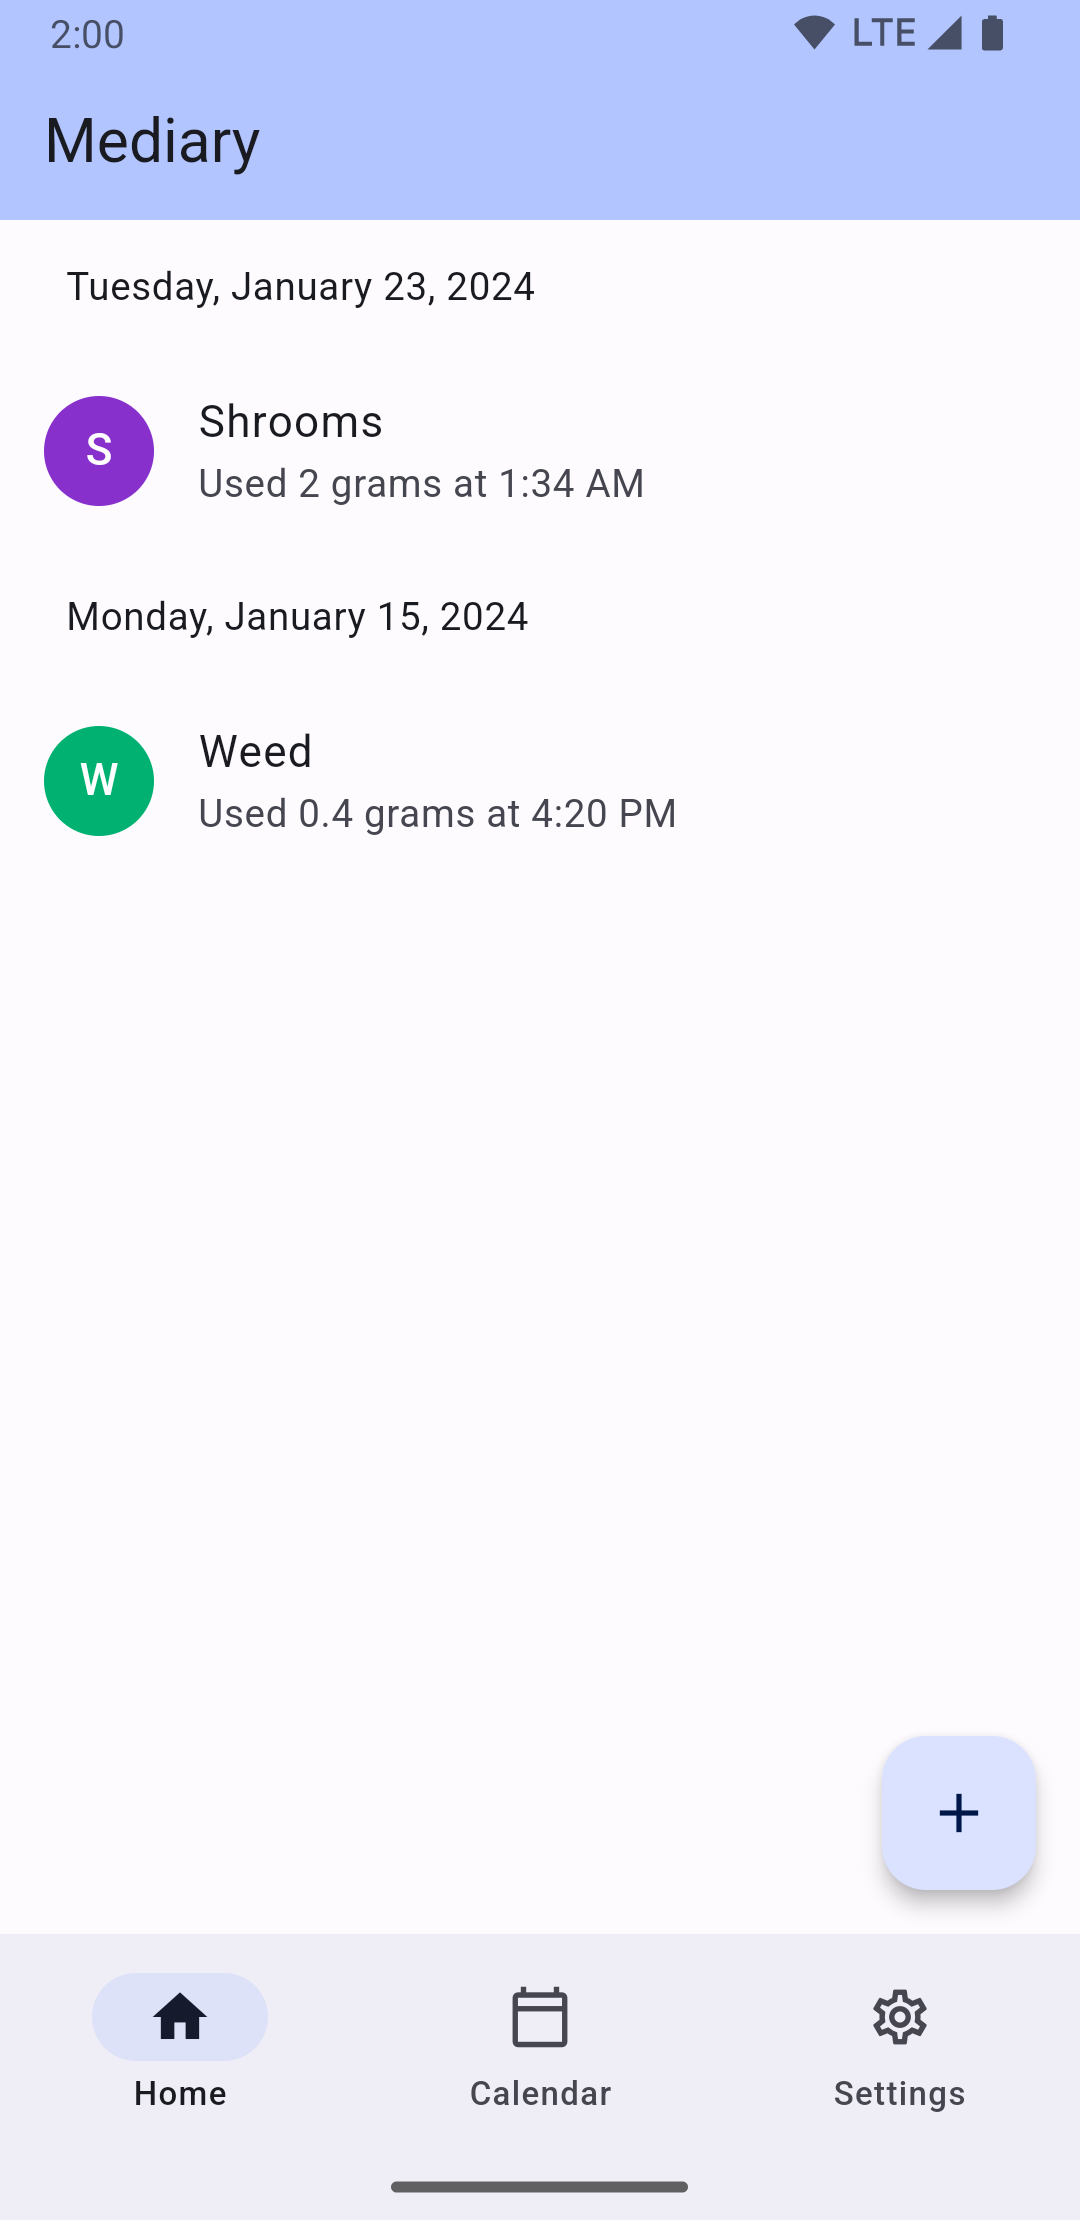 2:00
LTE
Mediary
Tuesday, January 23, 2024
S
Shrooms
Used 2 grams at 1:34 AM
Monday, January 15, 2024
W
Weed
Used 0.4 grams at 4:20 PM
Home
Calendar
Settings